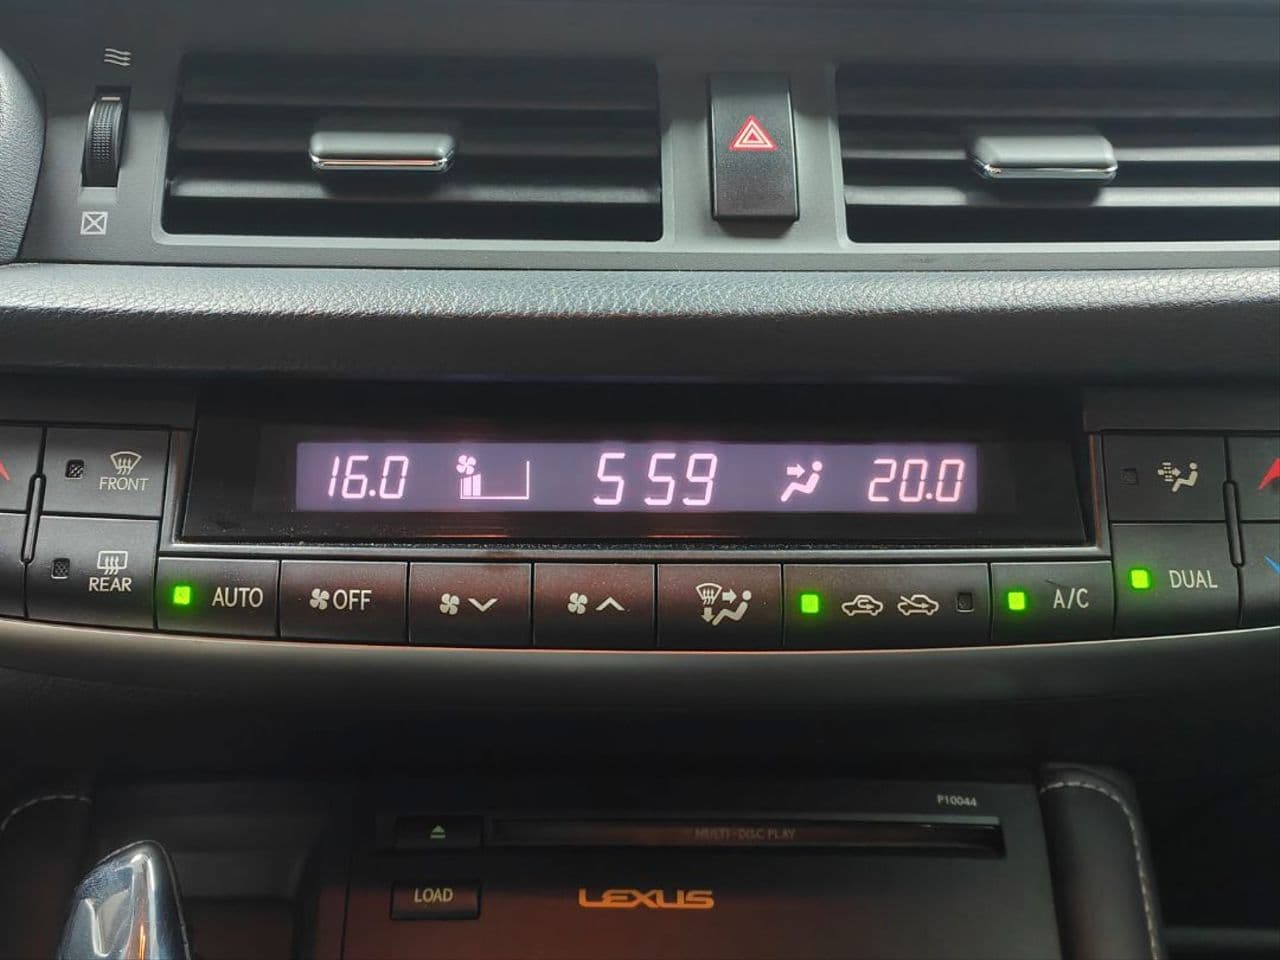 16.0 5 59 20.0
FRONT
REAR
AUTO
OFF
A/C
DUAL
P10044
MULTI-DISC PLAY
LOAD
LEXUS